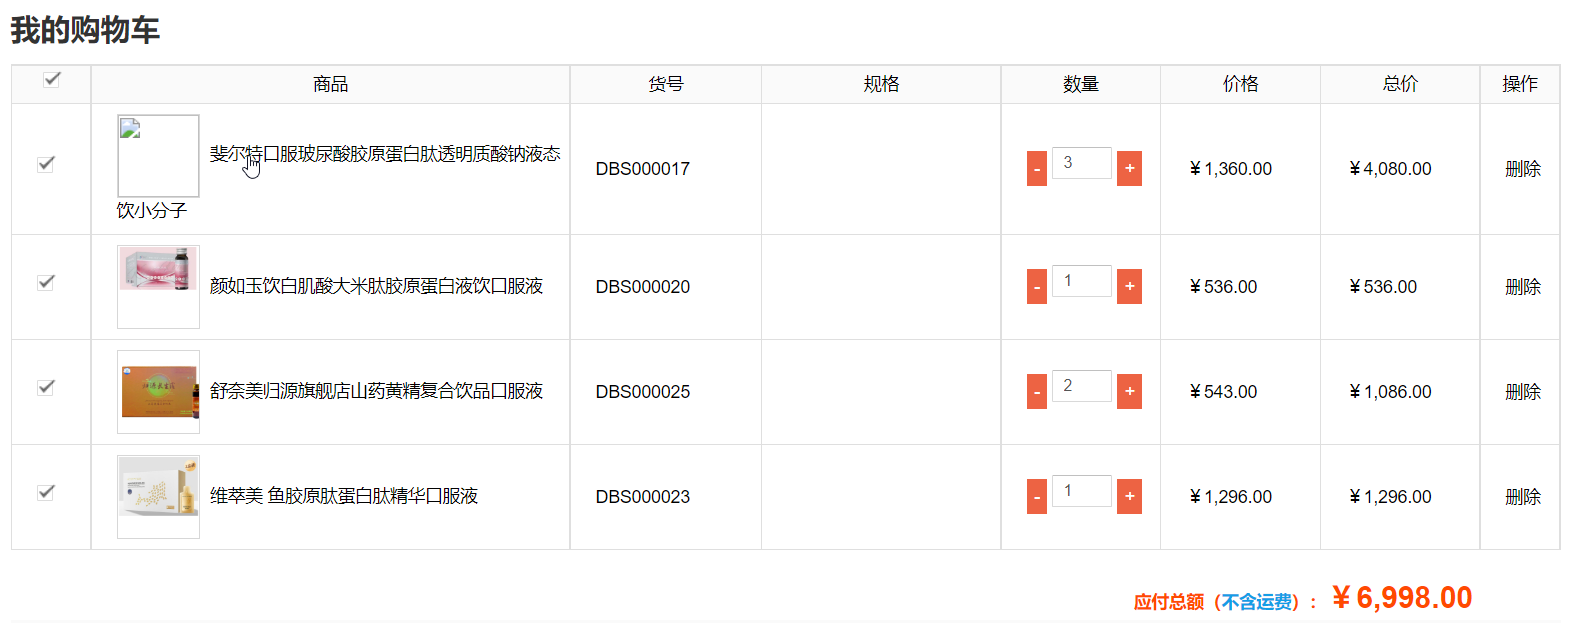 我的购物车
商品 货号 规格 数量 价格 总价 操作
斐尔特口服玻尿酸胶原蛋白肽透明质酸钠液态
饮小分子
DBS000017 - 3 + ¥1,360.00 ¥4,080.00 删除
颜如玉饮白肌酸大米肽胶原蛋白液饮口服液 DBS000020 - 1 + ¥536.00 ¥536.00 删除
舒奈美归源旗舰店山药黄精复合饮品口服液 DBS000025 - 2 + ¥543.00 ¥1,086.00 删除
维萃美 鱼胶原肽蛋白肽精华口服液 DBS000023 - 1 + ¥1,296.00 ¥1,296.00 删除
应付总额（不含运费）： ¥6,998.00